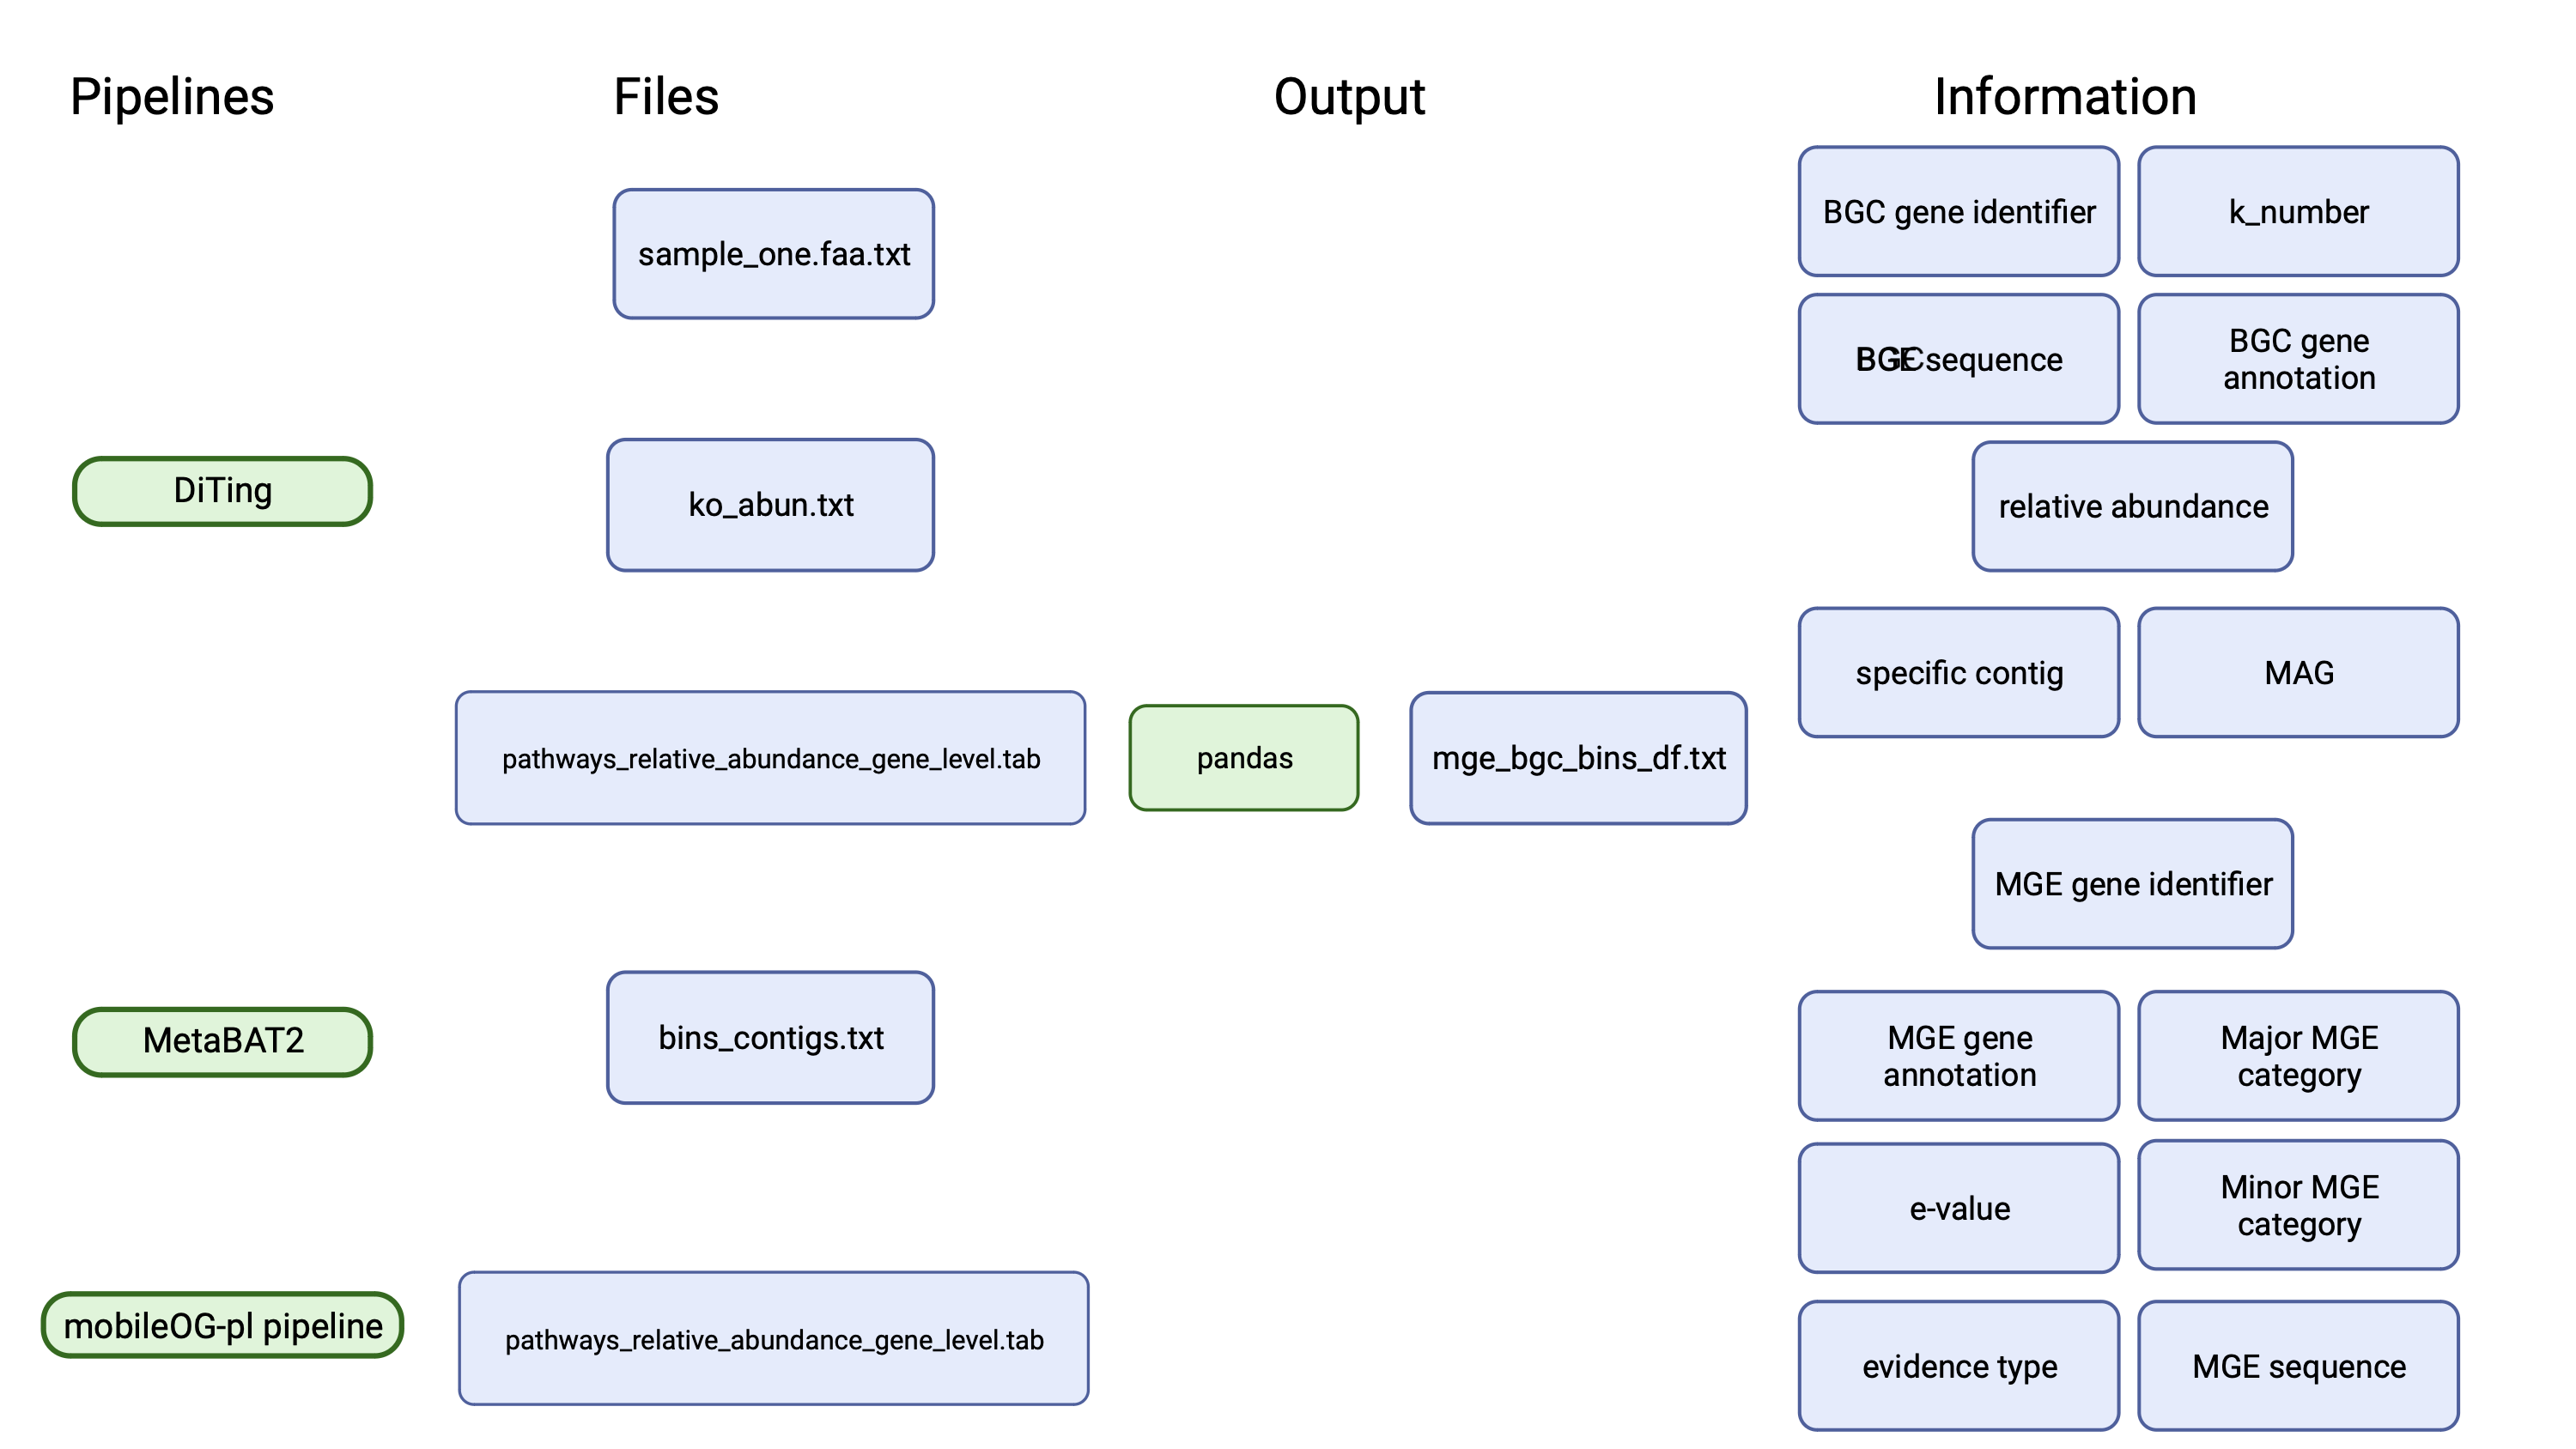 Pipelines
Files
Output
Information
sample_one.faa.txt
BGC gene identifier
k_number
sequence
BGC gene
annotation
DiTing
ko_abun.txt
relative abundance
specific contig
MAG
pathways_relative_abundance_gene_level.tab
pandas
mge_bgc_bins_df.txt
MGE gene identifier
MetaBAT2
bins_contigs.txt
MGE gene
annotation
Major MGE
category
e-value
Minor MGE
category
mobileOG-pl pipeline
pathways_relative_abundance_gene_level.tab
evidence type
MGE sequence